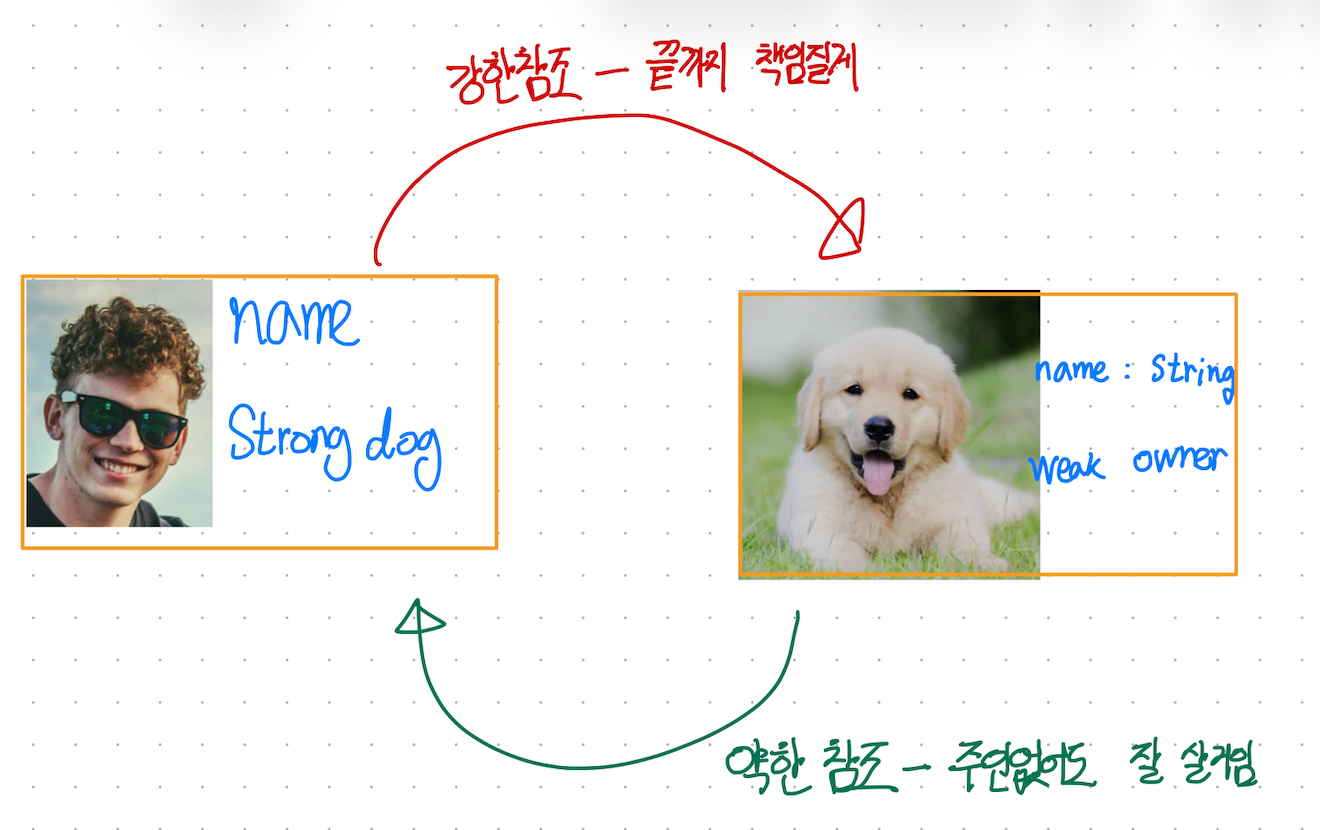 강한참조 - 끝까지 책임질게
name
Strong dog
name : String
weak owner
약한 참조 - 주인없어도 잘 살거임